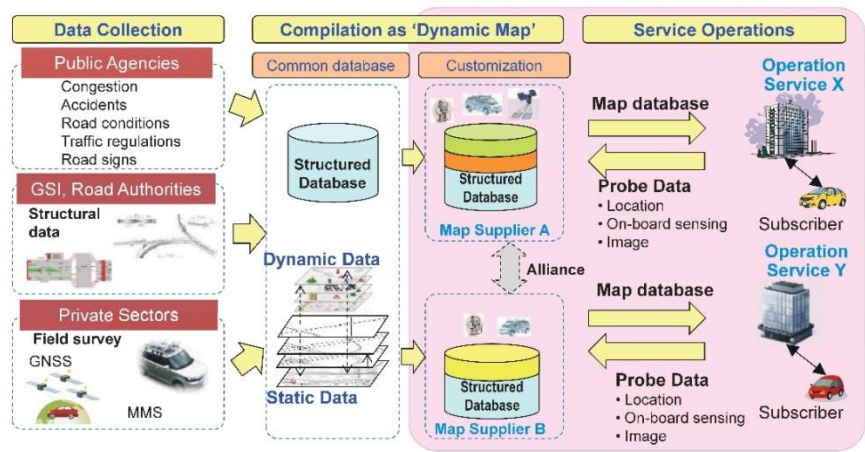 Data Collection
Compilation as ‘Dynamic Map’
Service Operations
Public Agencies
Congestion
Accidents
Road conditions
Traffic regulations
Road signs
GSI, Road Authorities
Structural
data
Private Sectors
Field survey
GNSS
MMS
Common database
Structured
Database
Dynamic Data
Static Data
Customization
Structured
Database
Map Supplier A
Alliance
Structured
Database
Map Supplier B
Map database
Probe Data
• Location
• On-board sensing
• Image
Operation
Service X
Subscriber
Map database
Probe Data
• Location
• On-board sensing
• Image
Operation
Service Y
Subscriber